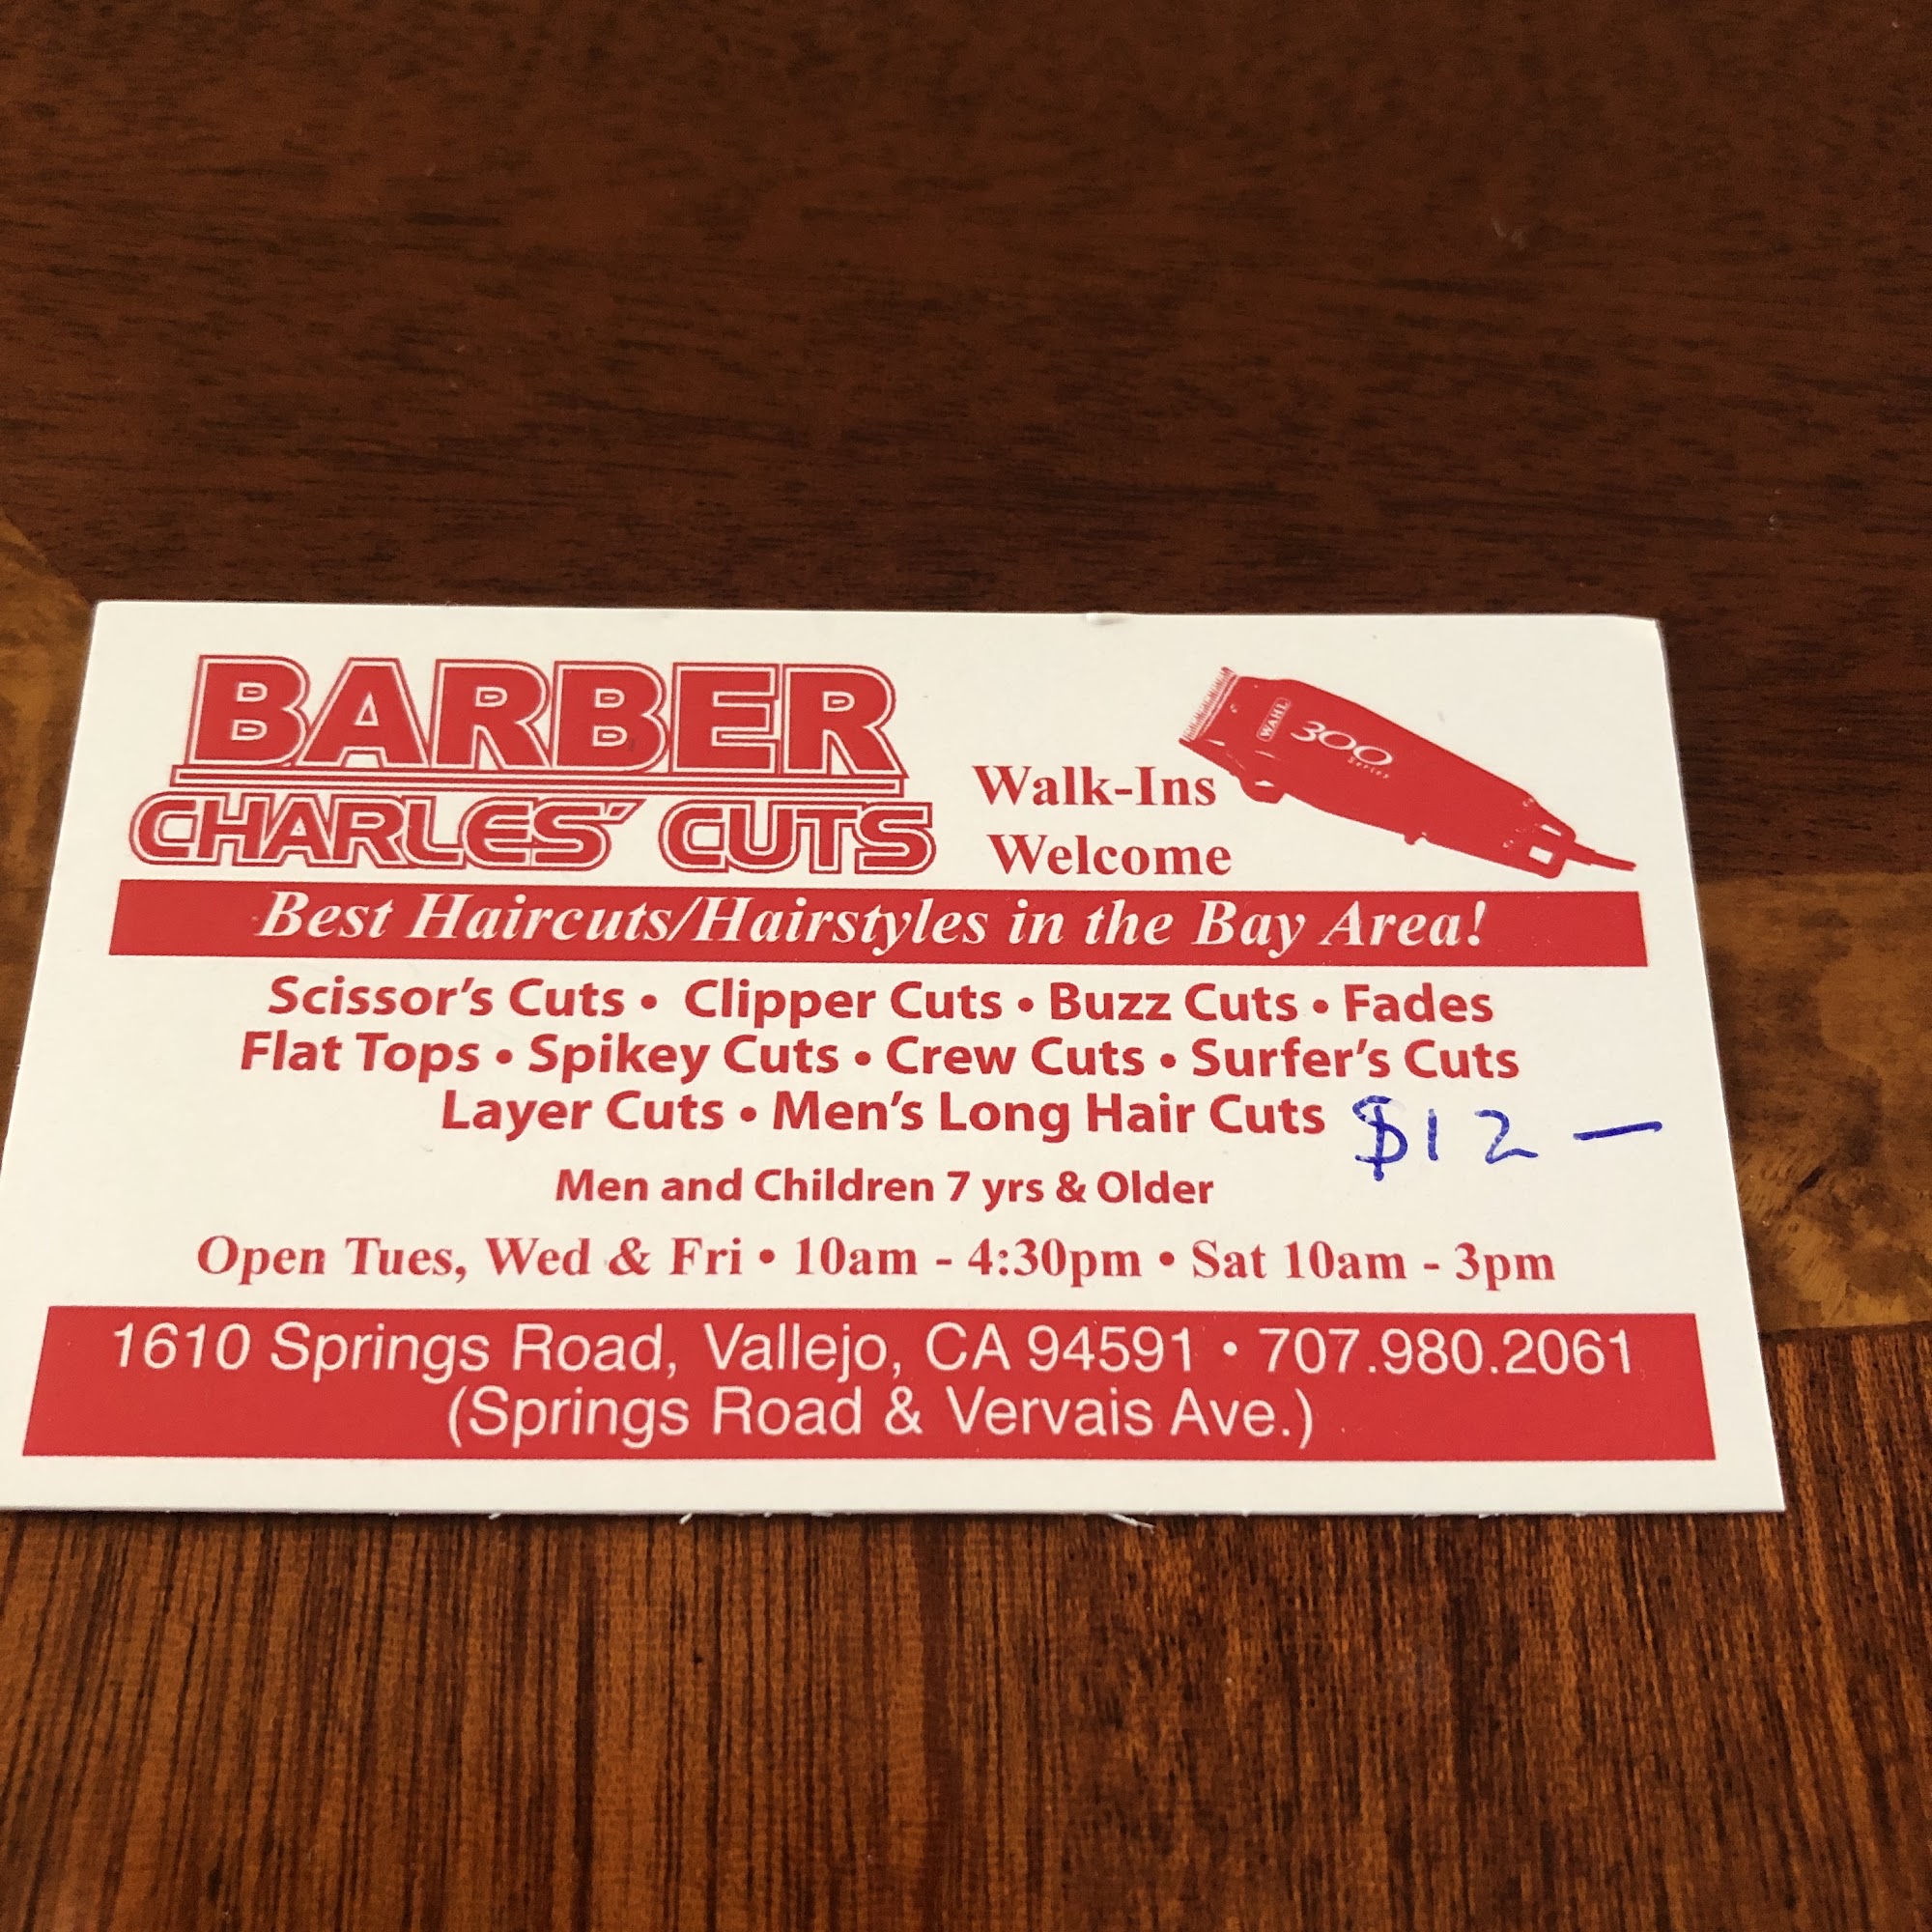 BARBER
CHARLES' CUTS
Walk-Ins
Welcome
WAHL
300
Series
Best Haircuts/Hairstyles in the Bay Area!
Scissor's Cuts • Clipper Cuts • Buzz Cuts • Fades
Flat Tops • Spikey Cuts • Crew Cuts • Surfer's Cuts
Layer Cuts • Men's Long Hair Cuts $12 —
Men and Children 7 yrs & Older
Open Tues, Wed & Fri • 10am - 4:30pm • Sat 10am - 3pm
1610 Springs Road, Vallejo, CA 94591 • 707.980.2061
(Springs Road & Vervais Ave.)